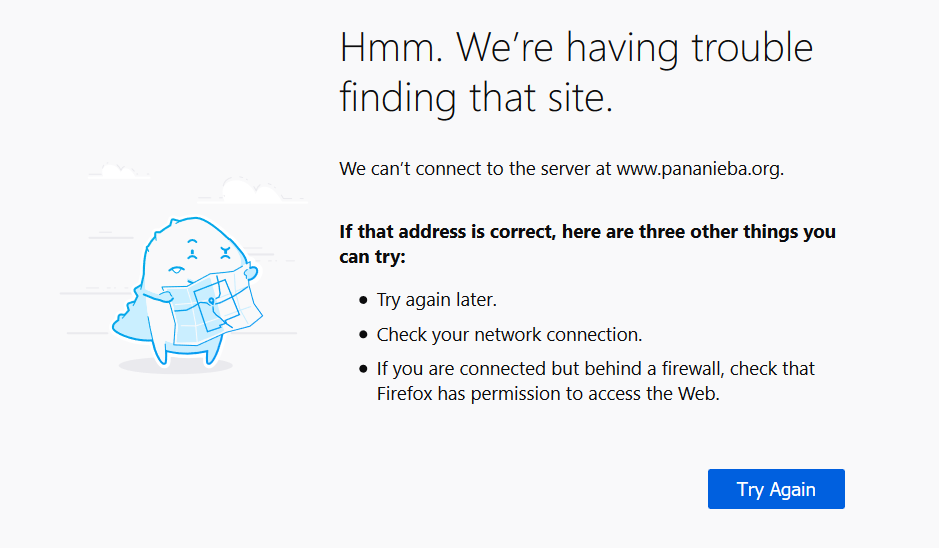 Hmm. We’re having trouble
finding that site.
We can’t connect to the server at www.pananieba.org.
If that address is correct, here are three other things you
can try:
• Try again later.
• Check your network connection.
• If you are connected but behind a firewall, check that
Firefox has permission to access the Web.
Try Again